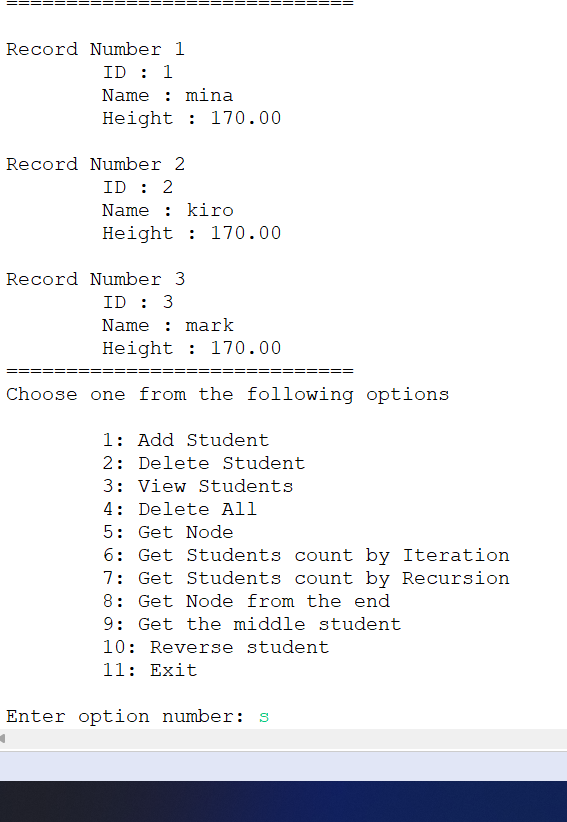 =============================
Record Number 1
ID : 1
Name : mina
Height : 170.00
Record Number 2
ID : 2
Name : kiro
Height : 170.00
Record Number 3
ID : 3
Name : mark
Height : 170.00
=============================
Choose one from the following options
1: Add Student
2: Delete Student
3: View Students
4: Delete All
5: Get Node
6: Get Students count by Iteration
7: Get Students count by Recursion
8: Get Node from the end
9: Get the middle student
10: Reverse student
11: Exit
Enter option number: s